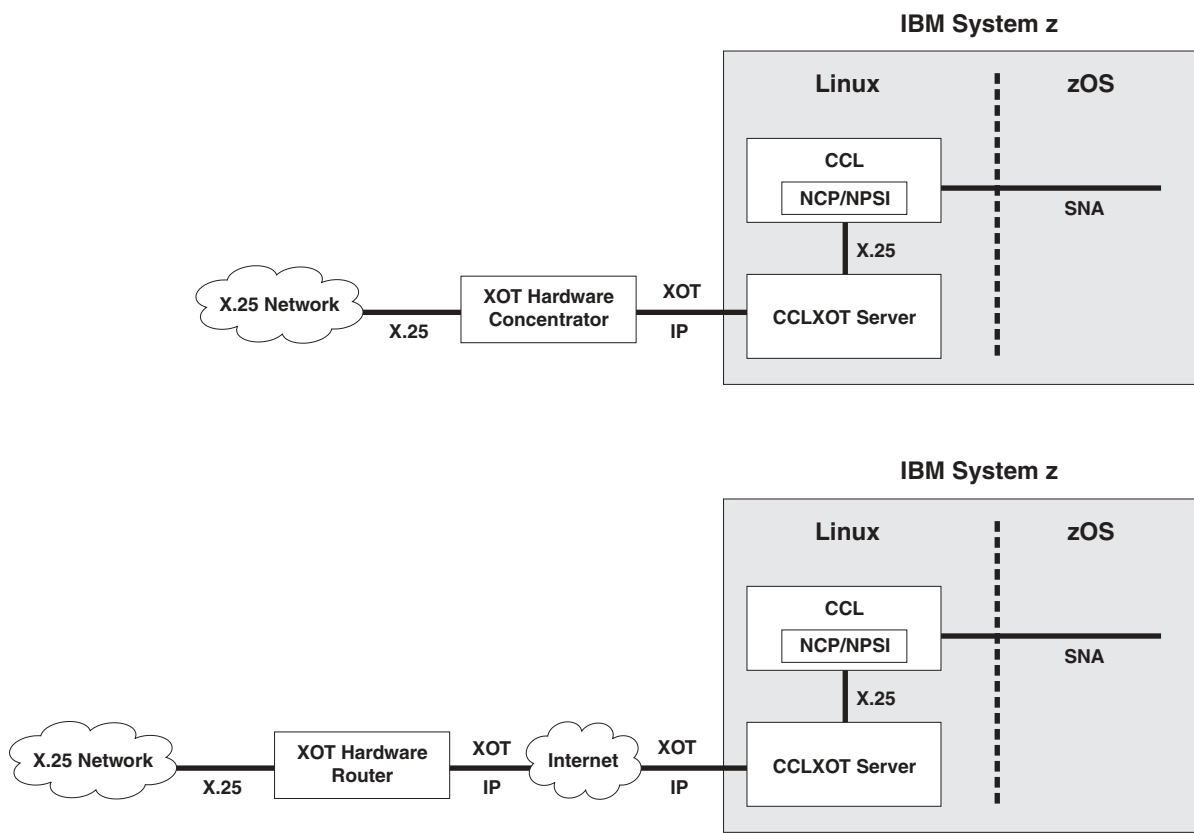 IBM System z
Linux
zOS
CCL
NCP/NPSI
SNA
X.25
X.25 Network
X.25
XOT Hardware
Concentrator
XOT
IP
CCLXOT Server
IBM System z
Linux
zOS
CCL
NCP/NPSI
SNA
X.25
X.25 Network
X.25
XOT Hardware
Router
XOT
IP
Internet
XOT
IP
CCLXOT Server